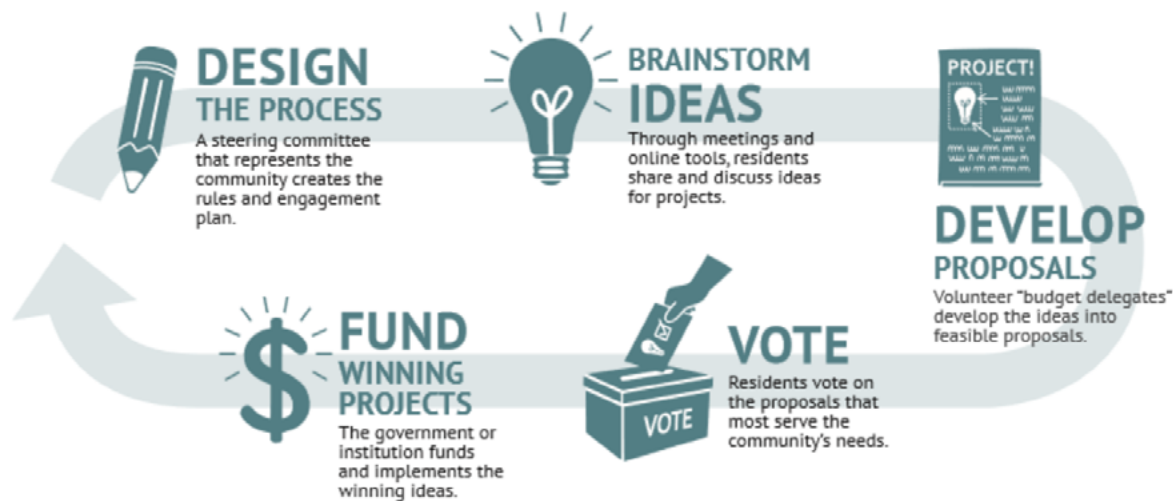 DESIGN
THE PROCESS
A steering committee
that represents the
community creates the
rules and engagement
plan.
BRAINSTORM
IDEAS
Through meetings and
online tools, residents
share and discuss ideas
for projects.
PROJECT!
DEVELOP
PROPOSALS
Volunteer "budget delegates"
develop the ideas into
feasible proposals.
VOTE
VOTE
Residents vote on
the proposals that
most serve the
community's needs.
FUND
WINNING
PROJECTS
The government or
institution funds
and implements the
winning ideas.